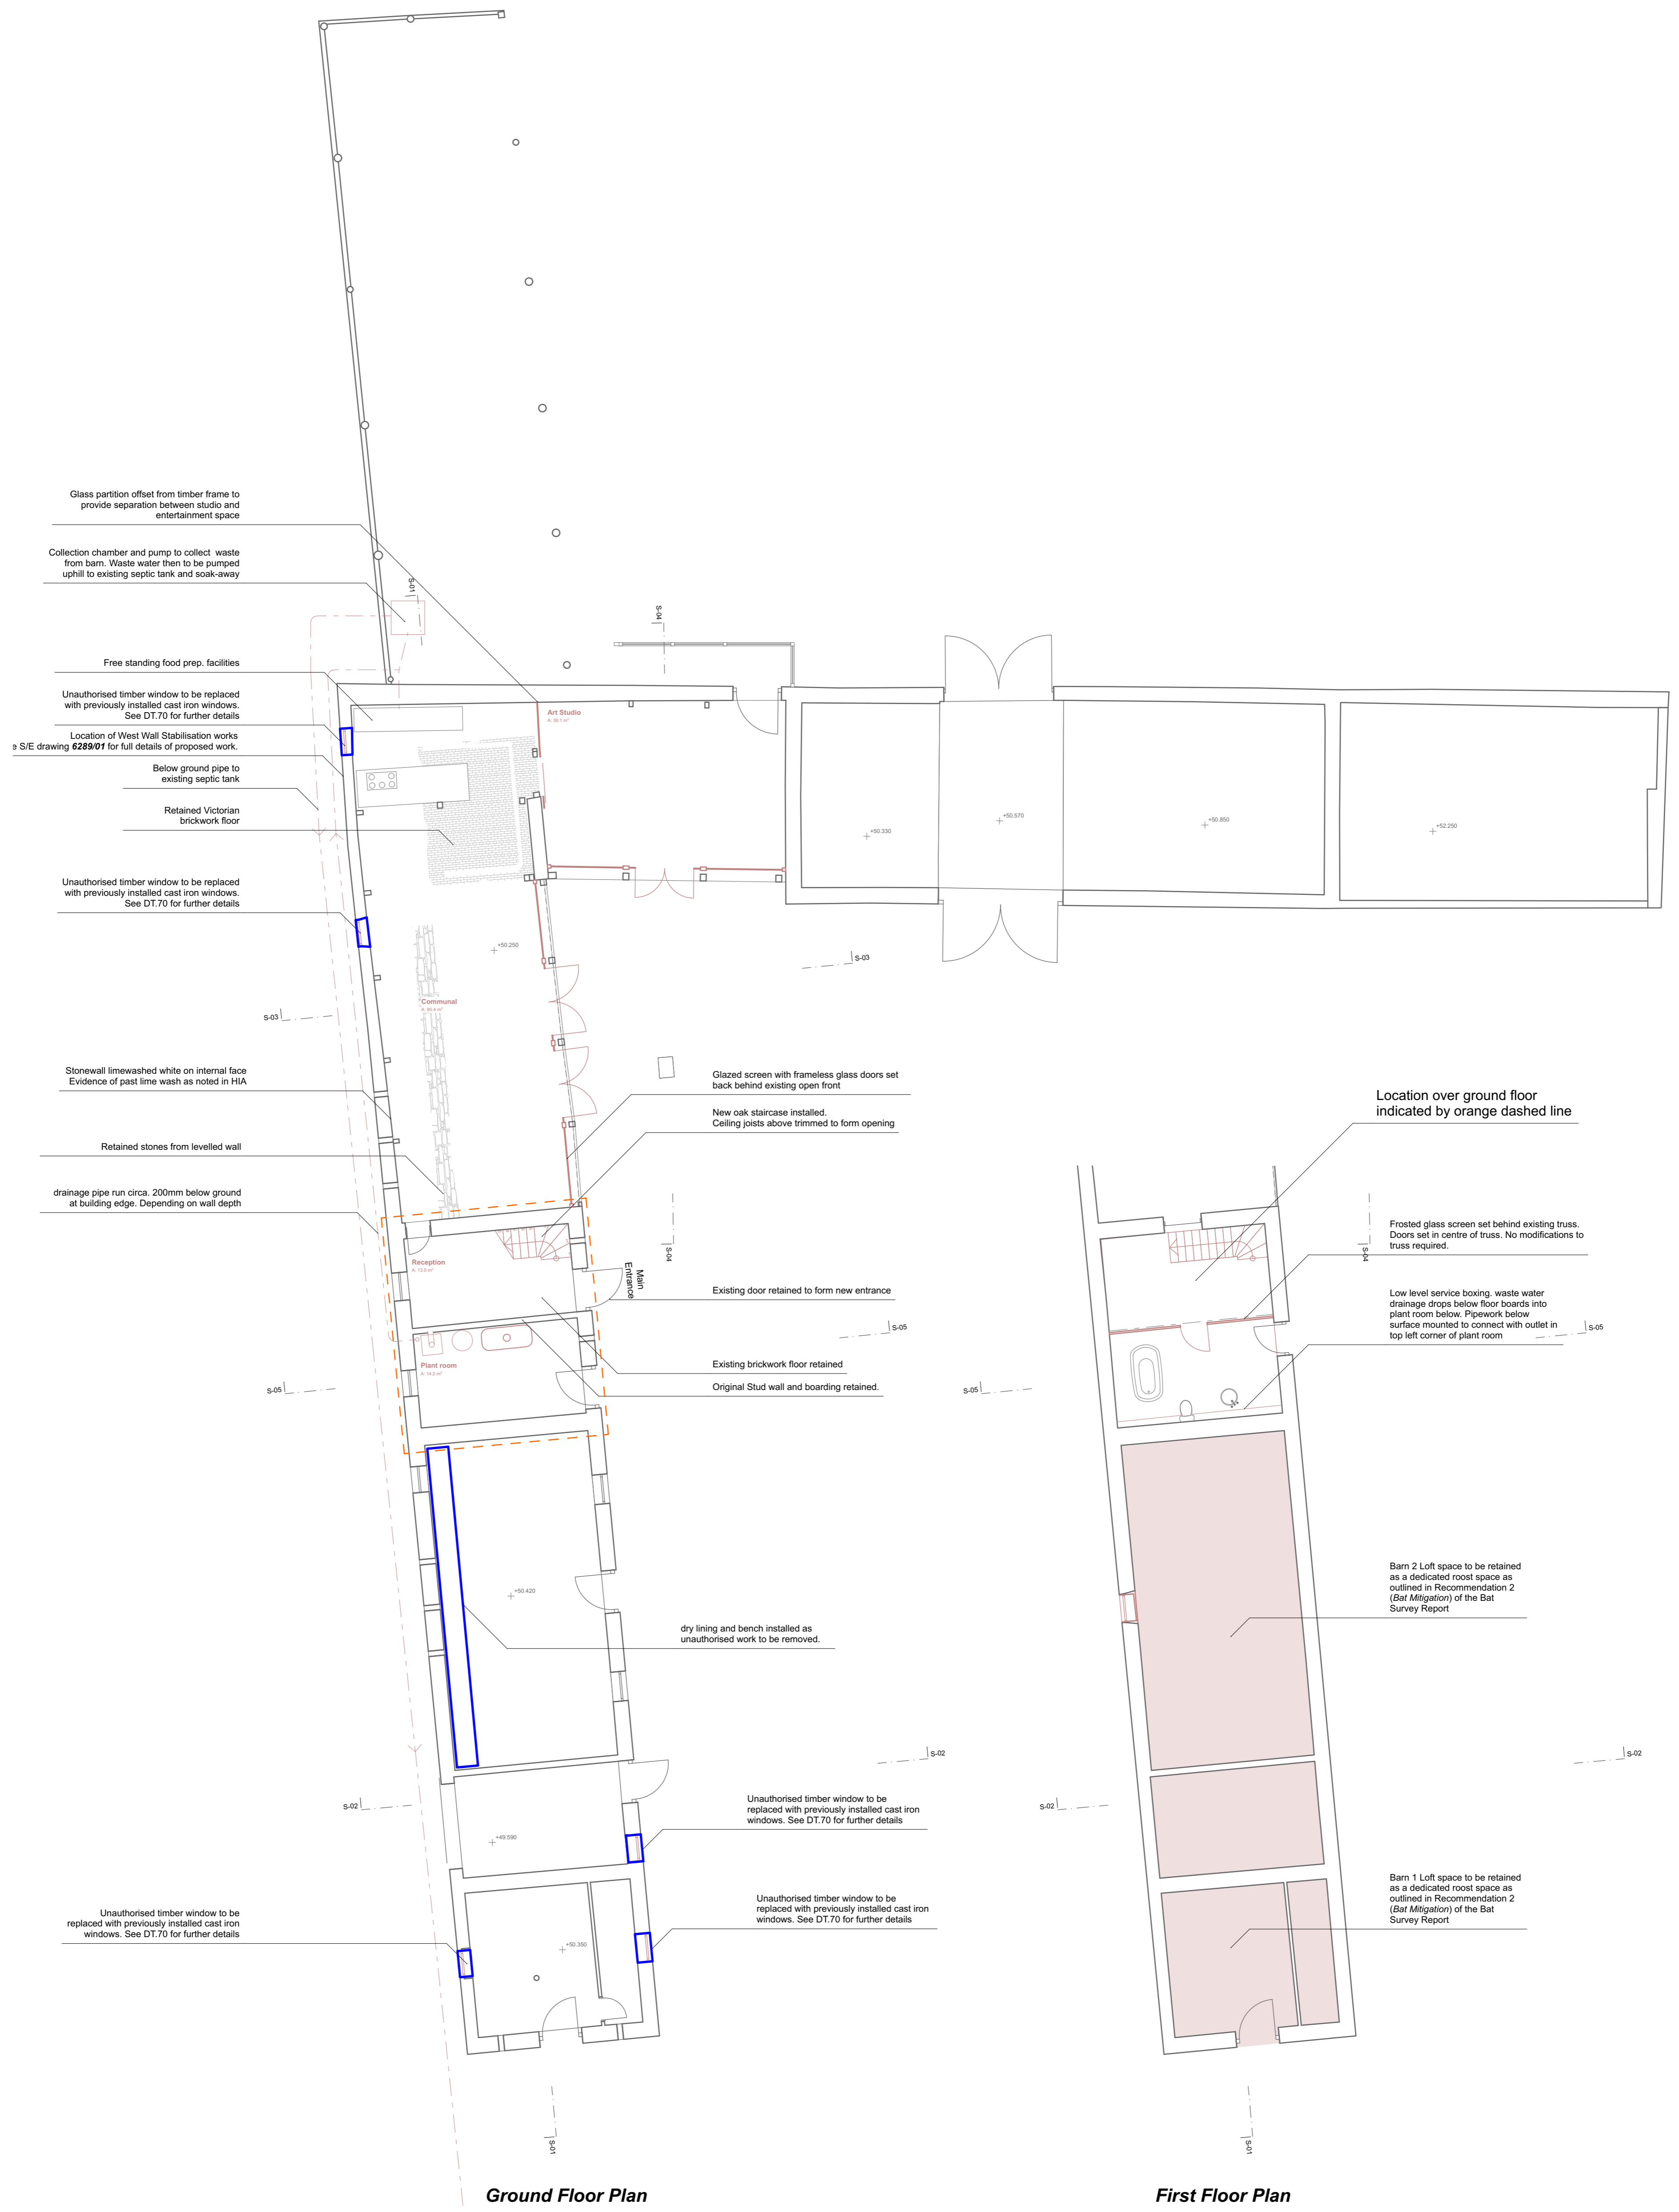 Glass partition offset from timber frame to
provide separation between studio and
entertainment space
Collection chamber and pump to collect waste
from barn. Waste water then to be pumped
uphill to existing septic tank and soak-away
S-01
S-04
Free standing food prep. facilities
Unauthorised timber window to be replaced
with previously installed cast iron windows.
See DT.70 for further details
Location of West Wall Stabilisation works
e S/E drawing 6289/01 for full details of proposed work.
Below ground pipe to
existing septic tank
Retained Victorian
brickwork floor
Art Studio
A: 38.1 m²
+50.330
+50.570
+50.850
+52.250
Unauthorised timber window to be replaced
with previously installed cast iron windows.
See DT.70 for further details
+50.250
S-03
Communal
A: 80.4 m²
S-03
Stonewall limewashed white on internal face
Evidence of past lime wash as noted in HIA
Glazed screen with frameless glass doors set
back behind existing open front
New oak staircase installed.
Ceiling joists above trimmed to form opening
Retained stones from levelled wall
drainage pipe run circa. 200mm below ground
at building edge. Depending on wall depth
S-04
Reception
A: 13.0 m²
Main
Entrance
Existing door retained to form new entrance
S-05
Plant room
A: 14.2 m²
Existing brickwork floor retained
Original Stud wall and boarding retained.
S-05
+50.420
dry lining and bench installed as
unauthorised work to be removed.
S-02
S-02
+49.590
Unauthorised timber window to be
replaced with previously installed cast iron
windows. See DT.70 for further details
Unauthorised timber window to be
replaced with previously installed cast iron
windows. See DT.70 for further details
Unauthorised timber window to be
replaced with previously installed cast iron
windows. See DT.70 for further details
+50.350
S-01
Ground Floor Plan
Location over ground floor
indicated by orange dashed line
Frosted glass screen set behind existing truss.
Doors set in centre of truss. No modifications to
truss required.
S-04
Low level service boxing. waste water
drainage drops below floor boards into
plant room below. Pipework below
surface mounted to connect with outlet in
top left corner of plant room
S-05
S-05
Barn 2 Loft space to be retained
as a dedicated roost space as
outlined in Recommendation 2
(Bat Mitigation) of the Bat
Survey Report
S-02
S-02
Barn 1 Loft space to be retained
as a dedicated roost space as
outlined in Recommendation 2
(Bat Mitigation) of the Bat
Survey Report
S-01
First Floor Plan